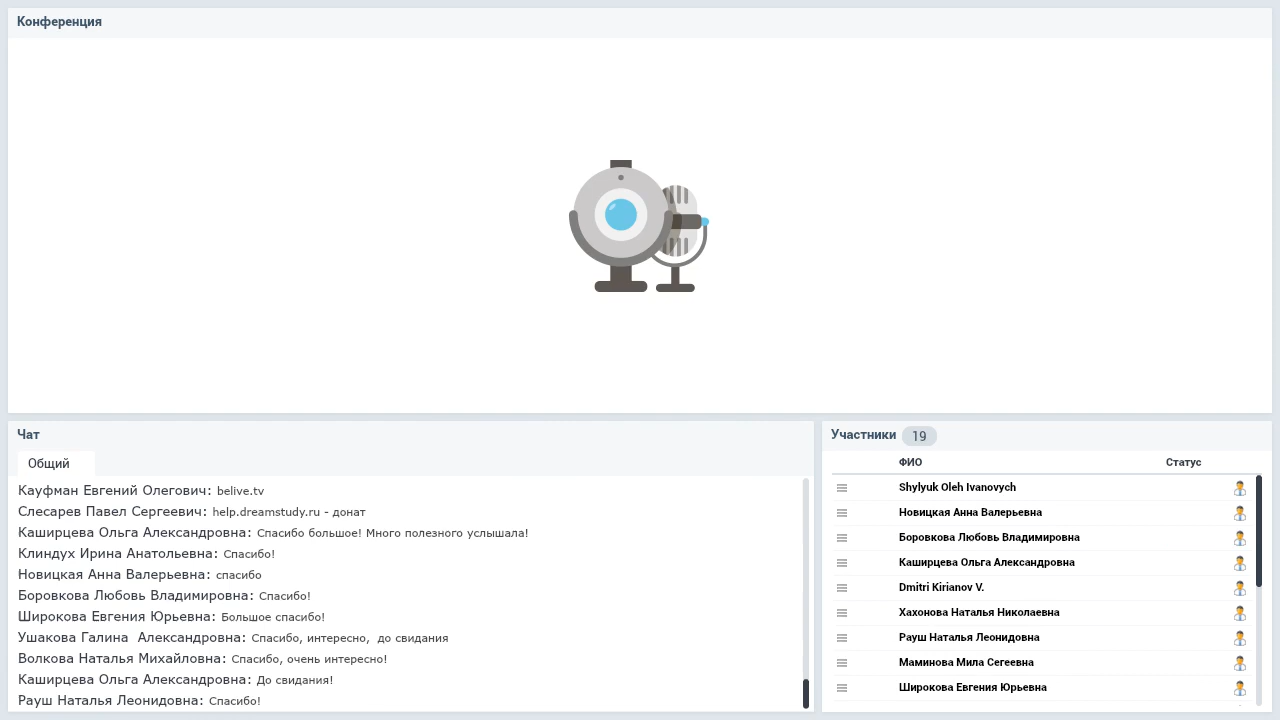 Конференция
Чат
Общий
Кауфман Евгений Олегович: belive.tv
Слесарев Павел Сергеевич: help.dreamstudy.ru - донат
Каширцева Ольга Александровна: Спасибо большое! Много полезного услышала!
Клиндух Ирина Анатольевна: Спасибо!
Новицкая Анна Валерьевна: спасибо
Боровкова Любовь Владимировна: Спасибо!
Широкова Евгения Юрьевна: Большое спасибо!
Ушакова Галина  Александровна: Спасибо, интересно,  до свидания
Волкова Наталья Михайловна: Спасибо, очень интересно!
Каширцева Ольга Александровна: До свидания!
Рауш Наталья Леонидовна: Спасибо!
Участники 19
ФИО Статус
Shylyuk Oleh Ivanovych
Новицкая Анна Валерьевна
Боровкова Любовь Владимировна
Каширцева Ольга Александровна
Dmitri Kirianov V.
Хахонова Наталья Николаевна
Рауш Наталья Леонидовна
Маминова Мила Сегеевна
Широкова Евгения Юрьевна